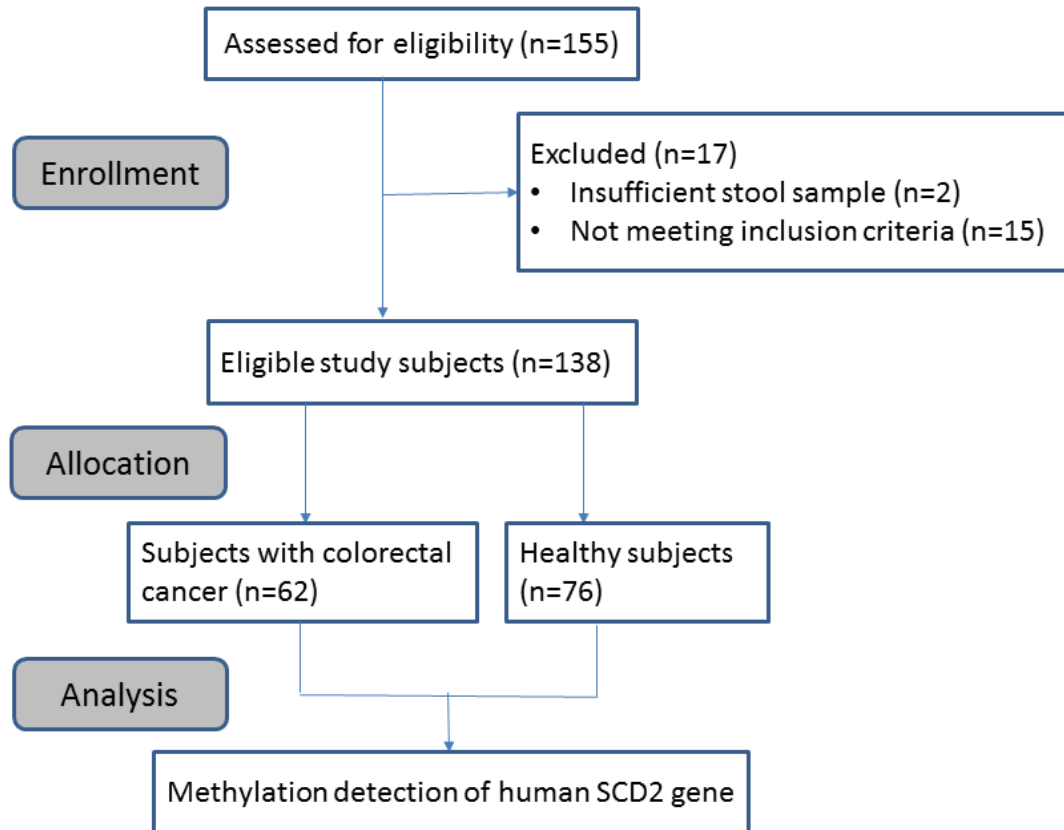 Assessed for eligibility (n=155)
Enrollment
Excluded (n=17)
• Insufficient stool sample (n=2)
• Not meeting inclusion criteria (n=15)
Eligible study subjects (n=138)
Allocation
Subjects with colorectal
cancer (n=62)
Healthy subjects
(n=76)
Analysis
Methylation detection of human SCD2 gene